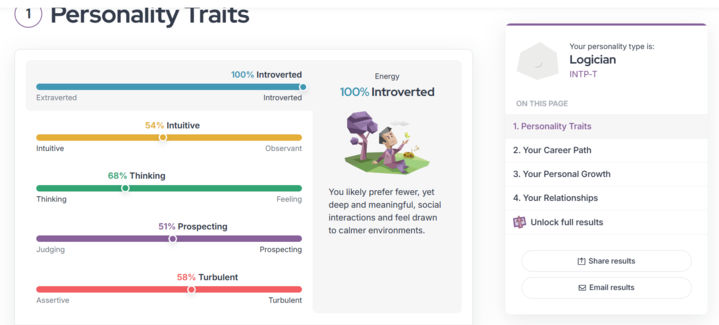 1 Personality Traits
100% Introverted
Extraverted Introverted
54% Intuitive
Intuitive Observant
68% Thinking
Thinking Feeling
51% Prospecting
Judging Prospecting
58% Turbulent
Assertive Turbulent
Energy
100% Introverted
You likely prefer fewer, yet
deep and meaningful, social
interactions and feel drawn
to calmer environments.
Your personality type is:
Logician
INTP-T
ON THIS PAGE
1. Personality Traits
2. Your Career Path
3. Your Personal Growth
4. Your Relationships
Unlock full results
Share results
Email results